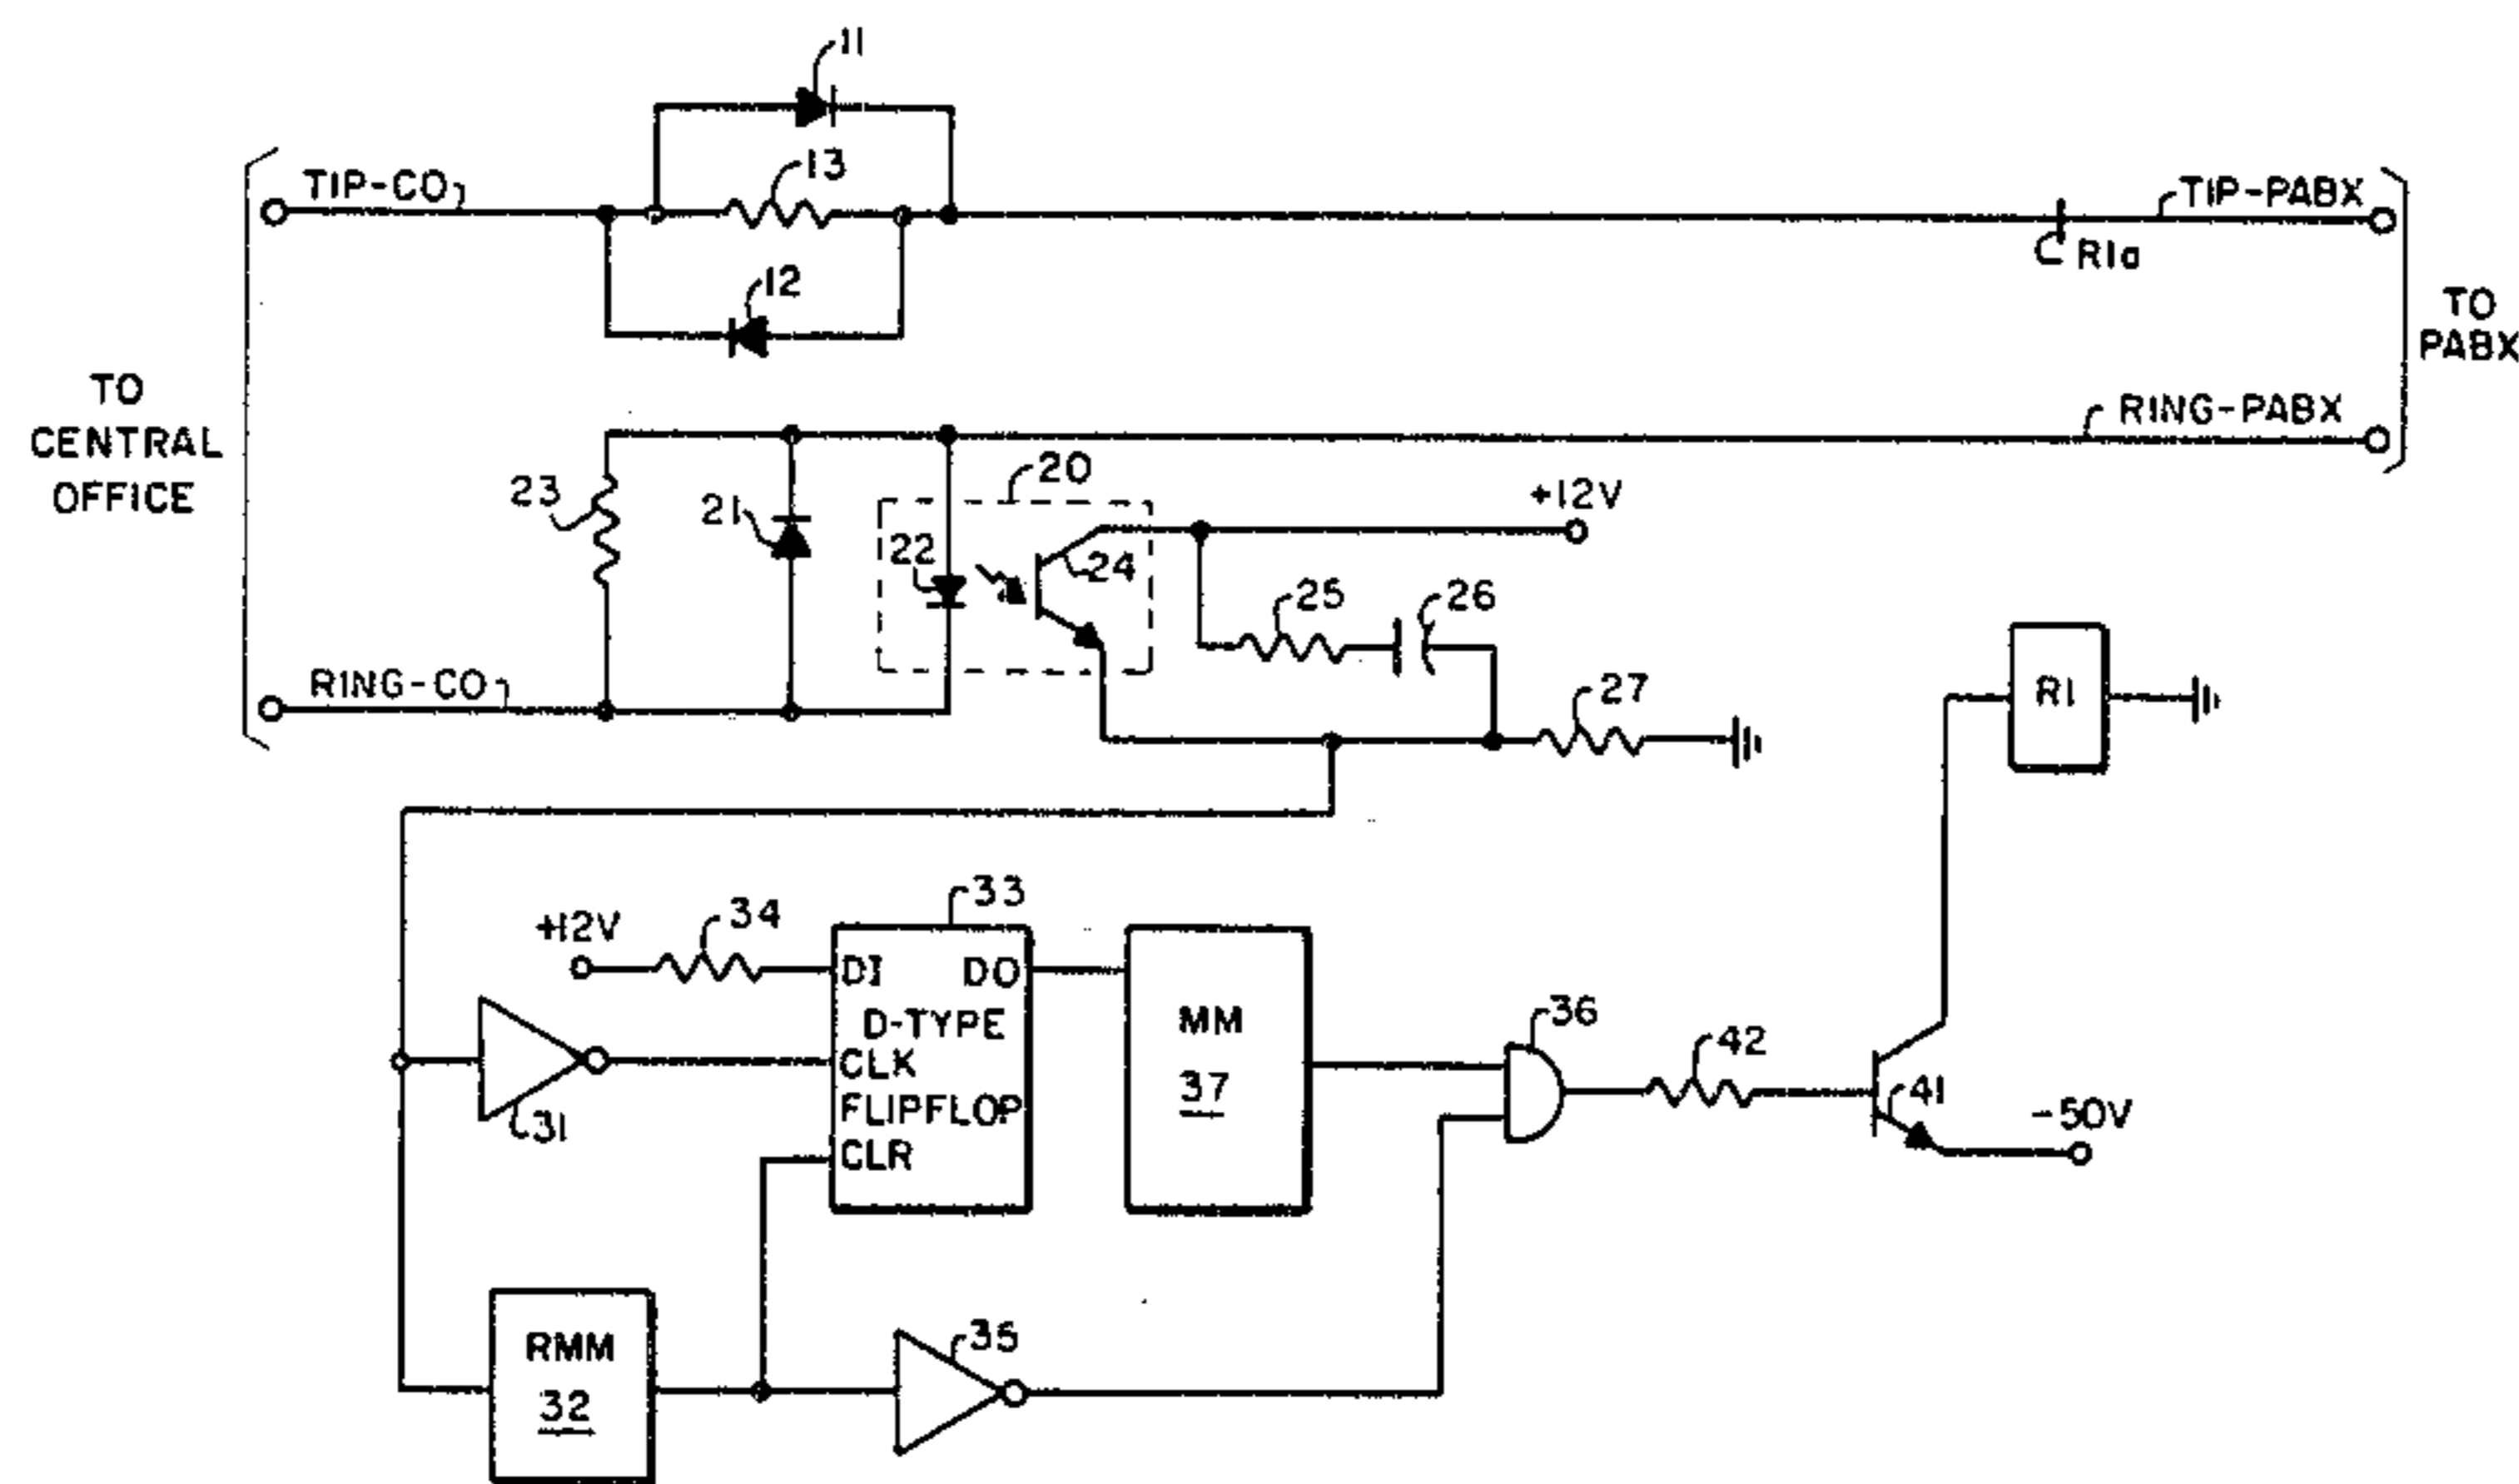 11
TIP-CO
13
TIP-PABX
R1a
12
TO
PABX
TO
CENTRAL
OFFICE
RING-PABX
20
+12V
23
21
22
24
25
26
RING-CO
27
R1
33
+12V
34
DI DO
D-TYPE
CLK
FLIPFLOP
CLR
MM
37
36
42
41
-50V
31
RMM
32
35